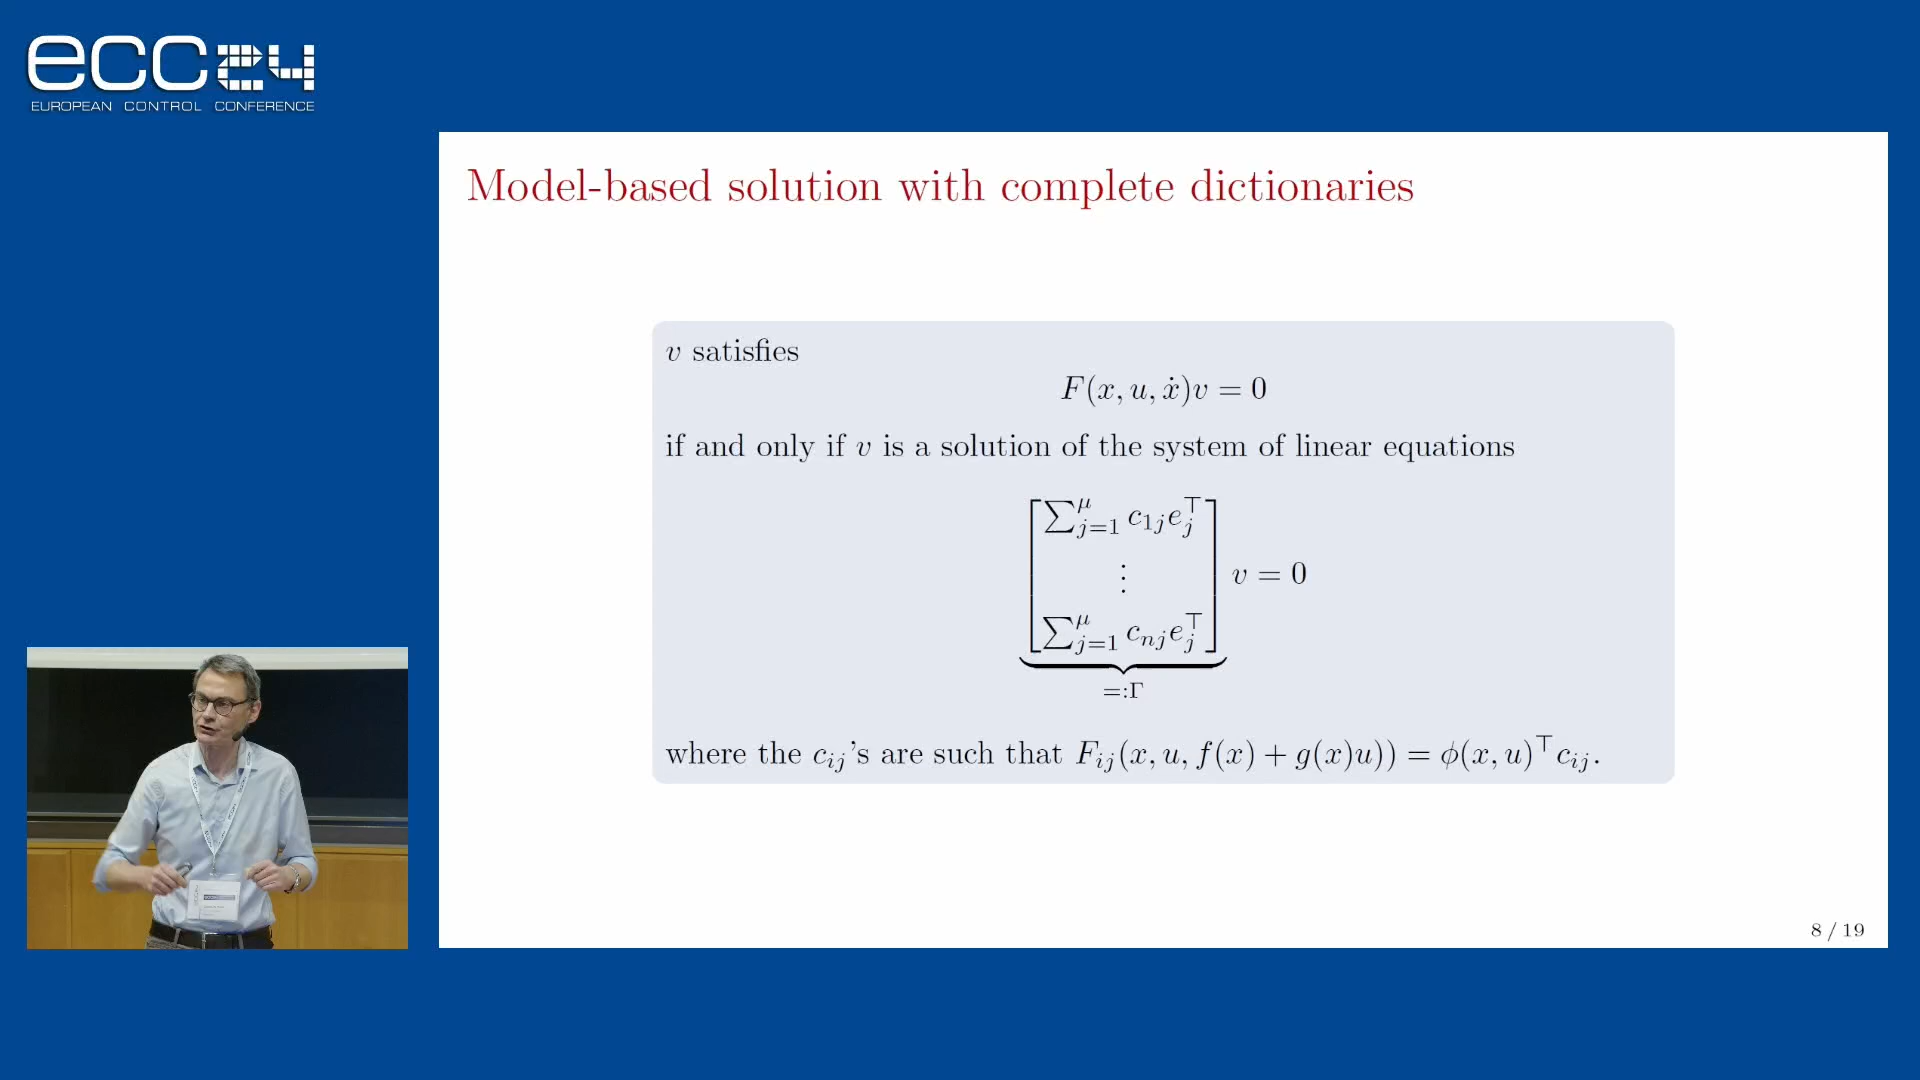 ecc24
EUROPEAN CONTROL CONFERENCE
Model-based solution with complete dictionaries
v satisfies
F(x, u, ẋ)v = 0
if and only if v is a solution of the system of linear equations
[∑_{j=1}^{μ} c_{1j} e_j^⊤
⋮
∑_{j=1}^{μ} c_{nj} e_j^⊤] v = 0
=:Γ
where the c_{ij}'s are such that F_{ij}(x, u, f(x) + g(x)u)) = ϕ(x, u)^⊤ c_{ij}.
8 / 19